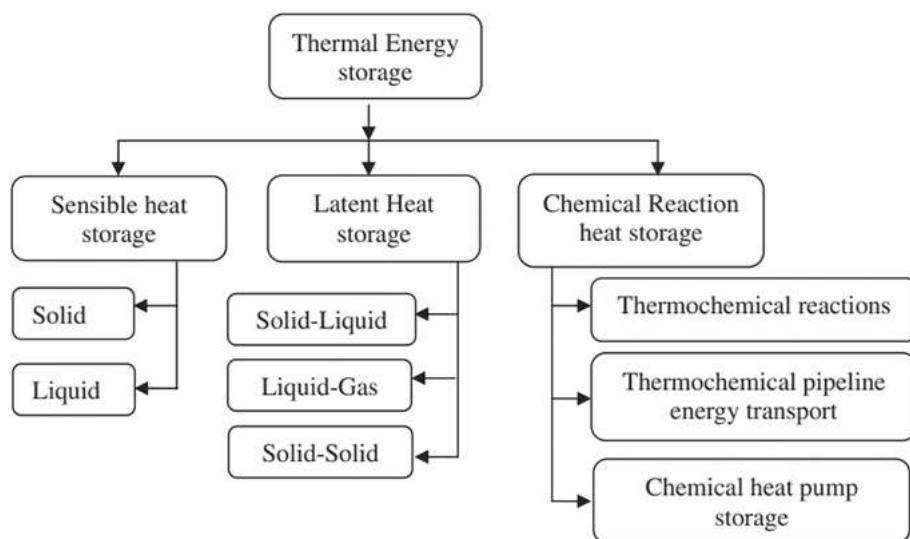 Thermal Energy
storage
Sensible heat
storage
Latent Heat
storage
Chemical Reaction
heat storage
Solid
Liquid
Solid-Liquid
Liquid-Gas
Solid-Solid
Thermochemical reactions
Thermochemical pipeline
energy transport
Chemical heat pump
storage